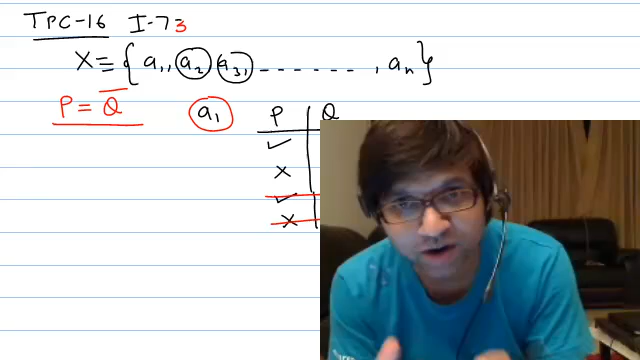 TPC-16 I-73
X = { a1, a2, a3, ------- , an }
P = Q̅ a1 P Q
✓
×
✓
×